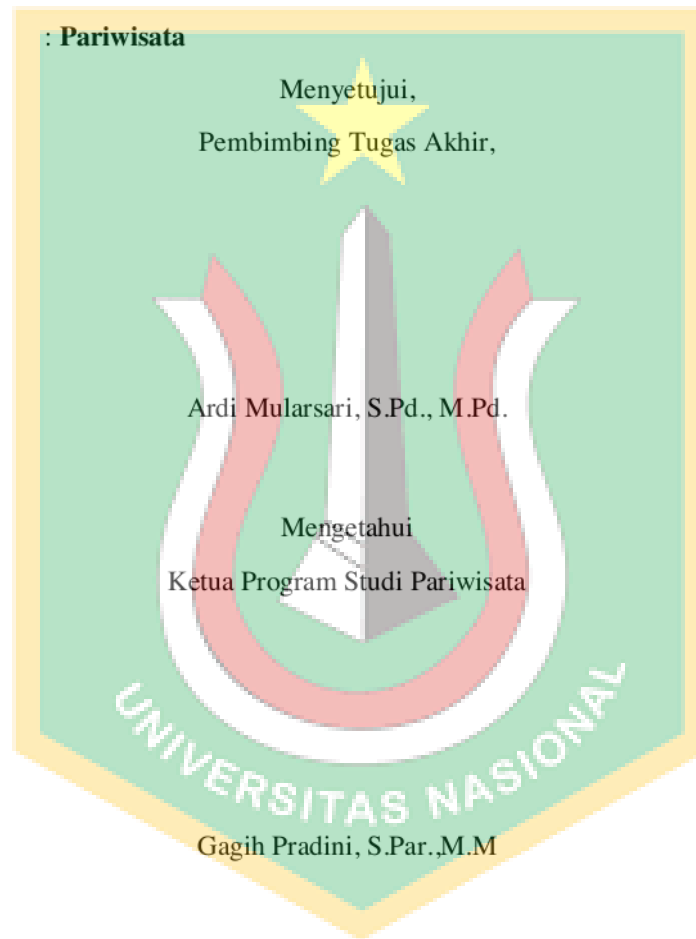 : Pariwisata
Menyetujui,
Pembimbing Tugas Akhir,
Ardi Mularsari, S.Pd., M.Pd.
Mengetahui
Ketua Program Studi Pariwisata
UNIVERSITAS NASIONAL
Gagih Pradini, S.Par.,M.M